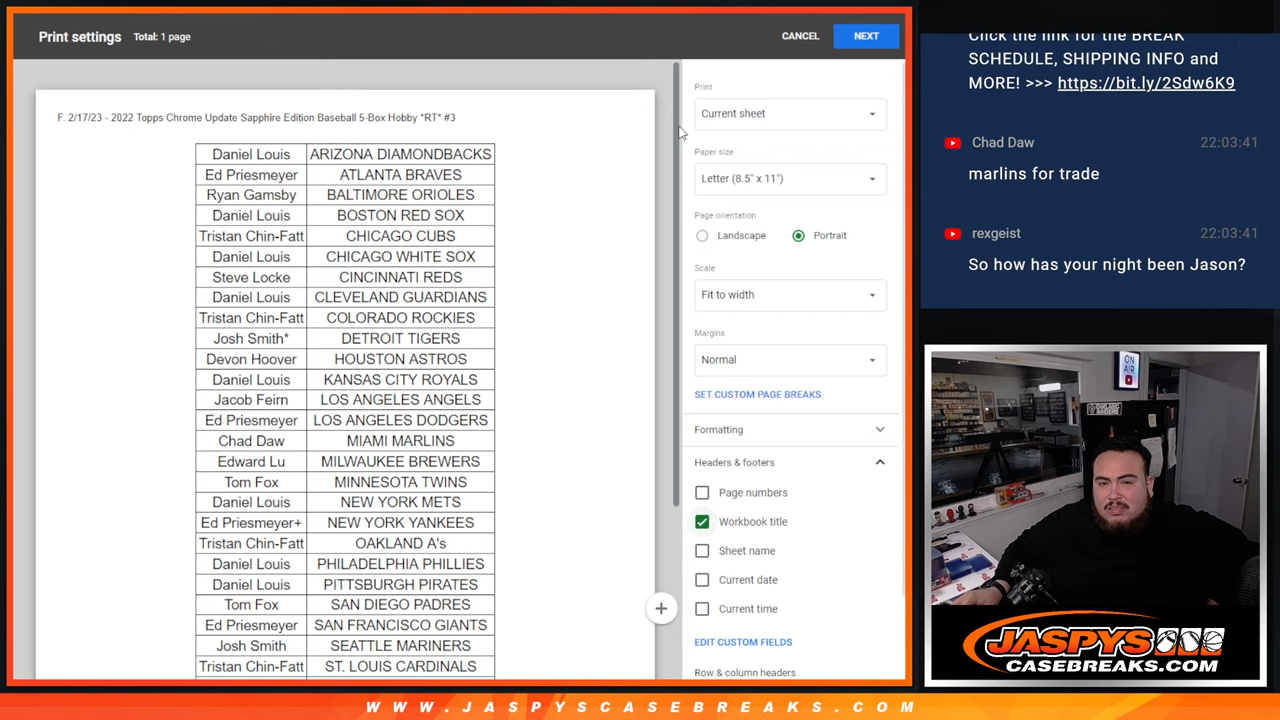 Print settings Total: 1 page CANCEL NEXT
F. 2/17/23 - 2022 Topps Chrome Update Sapphire Edition Baseball 5-Box Hobby *RT* #3
Daniel Louis ARIZONA DIAMONDBACKS
Ed Priesmeyer ATLANTA BRAVES
Ryan Gamsby BALTIMORE ORIOLES
Daniel Louis BOSTON RED SOX
Tristan Chin-Fatt CHICAGO CUBS
Daniel Louis CHICAGO WHITE SOX
Steve Locke CINCINNATI REDS
Daniel Louis CLEVELAND GUARDIANS
Tristan Chin-Fatt COLORADO ROCKIES
Josh Smith* DETROIT TIGERS
Devon Hoover HOUSTON ASTROS
Daniel Louis KANSAS CITY ROYALS
Jacob Feirn LOS ANGELES ANGELS
Ed Priesmeyer LOS ANGELES DODGERS
Chad Daw MIAMI MARLINS
Edward Lu MILWAUKEE BREWERS
Tom Fox MINNESOTA TWINS
Daniel Louis NEW YORK METS
Ed Priesmeyer+ NEW YORK YANKEES
Tristan Chin-Fatt OAKLAND A's
Daniel Louis PHILADELPHIA PHILLIES
Daniel Louis PITTSBURGH PIRATES
Tom Fox SAN DIEGO PADRES
Ed Priesmeyer SAN FRANCISCO GIANTS
Josh Smith SEATTLE MARINERS
Tristan Chin-Fatt ST. LOUIS CARDINALS
Print
Current sheet
Paper size
Letter (8.5" x 11")
Page orientation
Landscape Portrait
Scale
Fit to width
Margins
Normal
SET CUSTOM PAGE BREAKS
Formatting
Headers & footers
Page numbers
Workbook title
Sheet name
Current date
Current time
EDIT CUSTOM FIELDS
Row & column headers
Click the link for the BREAK
SCHEDULE, SHIPPING INFO and
MORE! >>> https://bit.ly/2Sdw6K9
Chad Daw 22:03:41
marlins for trade
rexgeist 22:03:41
So how has your night been Jason?
ON
AIR
JASPYS
CASEBREAKS.COM
WWW.JASPYSCASEBREAKS.COM